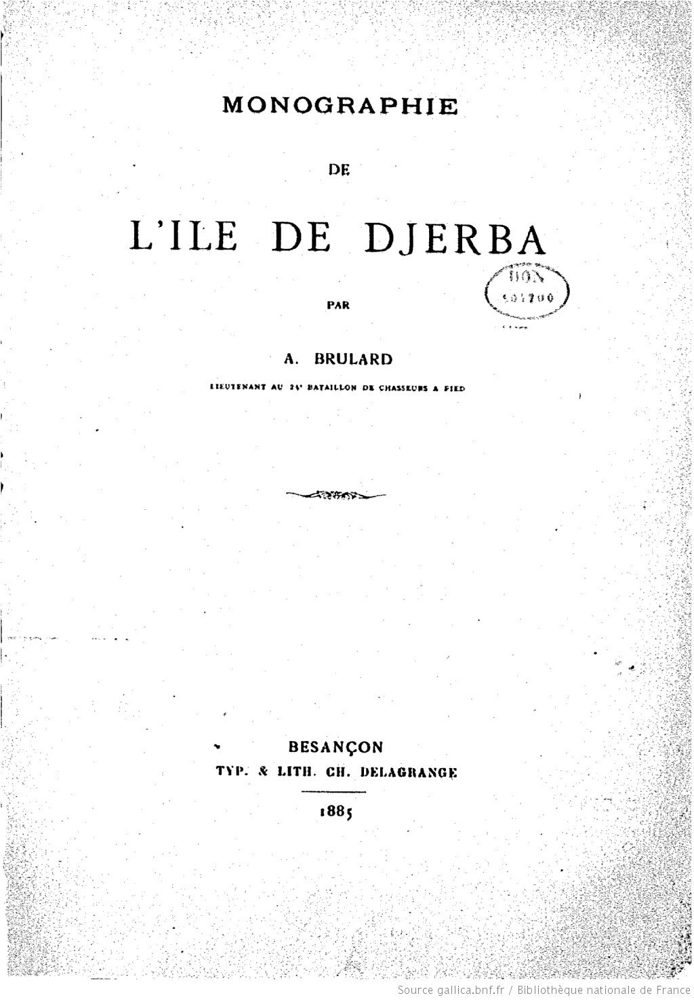 MONOGRAPHIE
DE
L'ILE DE DJERBA
DON
PAR
A. BRULARD
LIEUTENANT AU 24e BATAILLON DE CHASSEURS A PIED
BESANÇON
TYP. & LITH. CH. DELAGRANGE
1885
Source gallica.bnf.fr / Bibliothèque nationale de France